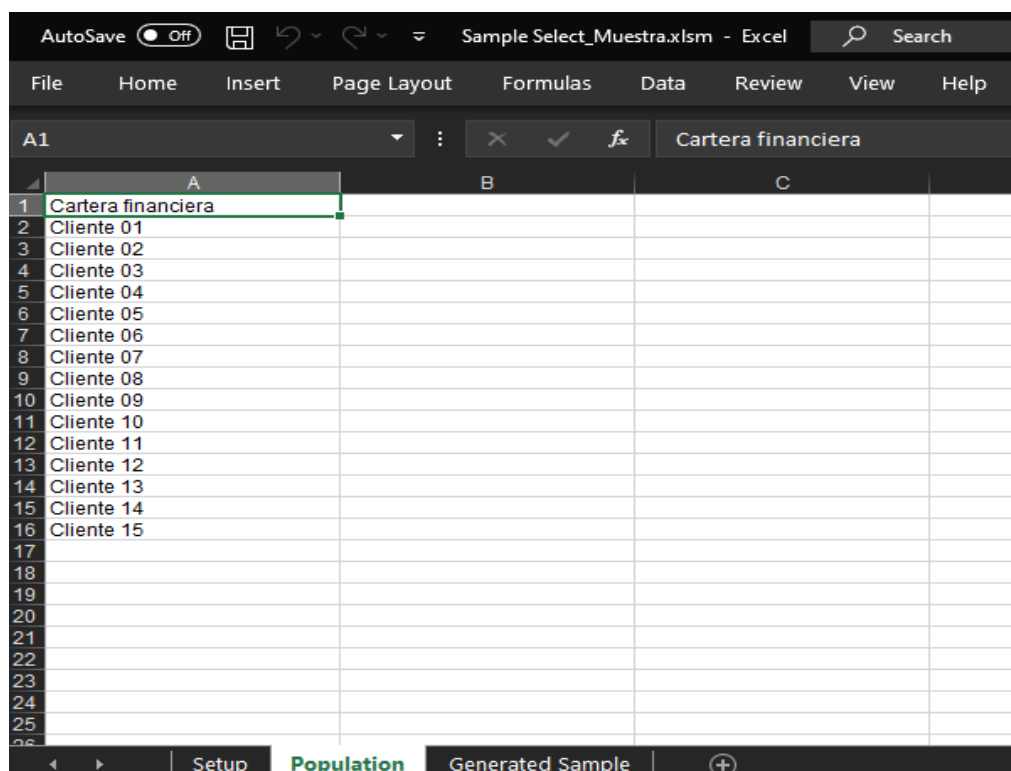 AutoSave Off Sample Select_Muestra.xlsm - Excel Search
File Home Insert Page Layout Formulas Data Review View Help
A1 fx Cartera financiera
A B C
1 Cartera financiera
2 Cliente 01
3 Cliente 02
4 Cliente 03
5 Cliente 04
6 Cliente 05
7 Cliente 06
8 Cliente 07
9 Cliente 08
10 Cliente 09
11 Cliente 10
12 Cliente 11
13 Cliente 12
14 Cliente 13
15 Cliente 14
16 Cliente 15
17
18
19
20
21
22
23
24
25
26
Setup Population Generated Sample